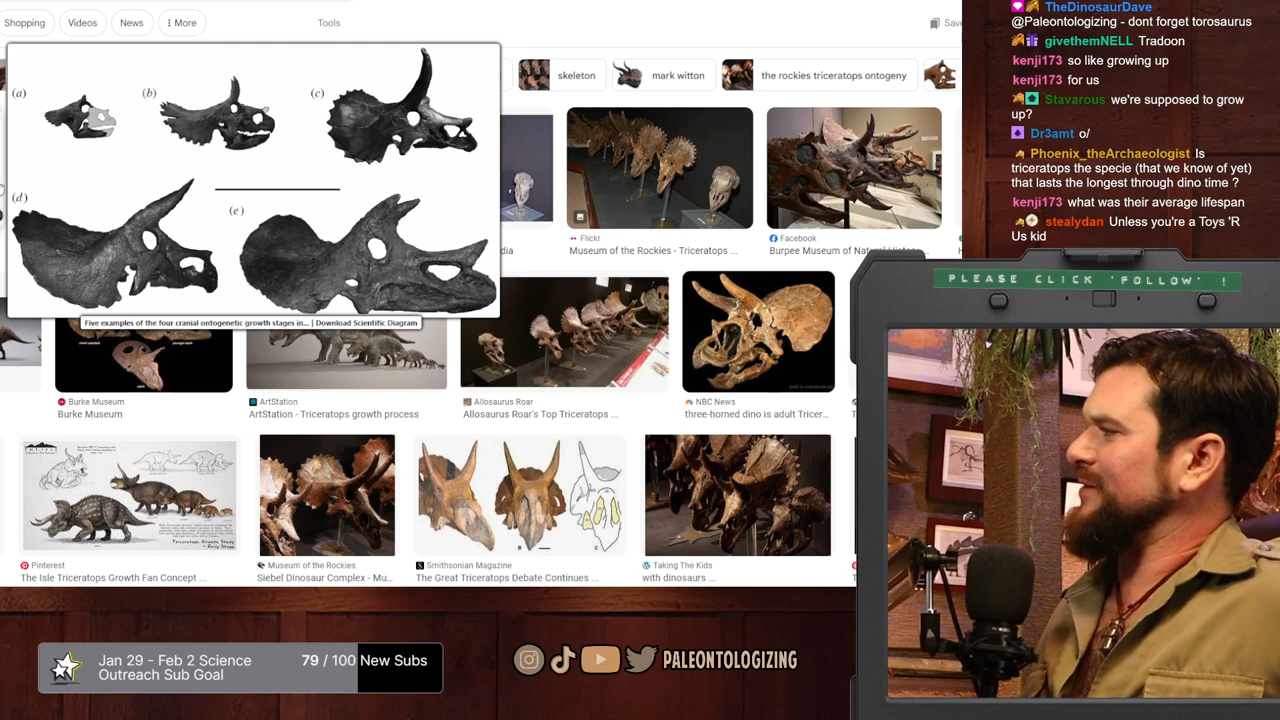 Shopping
Videos
News
More
Tools
Save
skeleton
mark witton
the rockies triceratops ontogeny
(a)
(b)
(c)
(d)
(e)
Five examples of the four cranial ontogenetic growth stages in... | Download Scientific Diagram
Flickr
Museum of the Rockies - Triceratops ...
Facebook
Burpee Museum of Natural History...
Burke Museum
Burke Museum
ArtStation
ArtStation - Triceratops growth process
Allosaurus Roar
Allosaurus Roar's Top Triceratops ...
NBC News
three-horned dino is adult Tricer...
Pinterest
The Isle Triceratops Growth Fan Concept ...
Museum of the Rockies
Siebel Dinosaur Complex - Mu...
Smithsonian Magazine
The Great Triceratops Debate Continues ...
Taking The Kids
with dinosaurs ...
TheDinosaurDave
@Paleontologizing - dont forget torosaurus
givethemNELL Tradoon
kenji173 so like growing up
kenji173 for us
Stavarous we're supposed to grow
up?
Dr3amt o/
Phoenix_theArchaeologist Is
triceratops the specie (that we know of yet)
that lasts the longest through dino time ?
kenji173 what was their average lifespan
stealydan Unless you're a Toys 'R
Us kid
PLEASE CLICK 'FOLLOW' !
Jan 29 - Feb 2 Science
Outreach Sub Goal
79 / 100 New Subs
PALEONTOLOGIZING